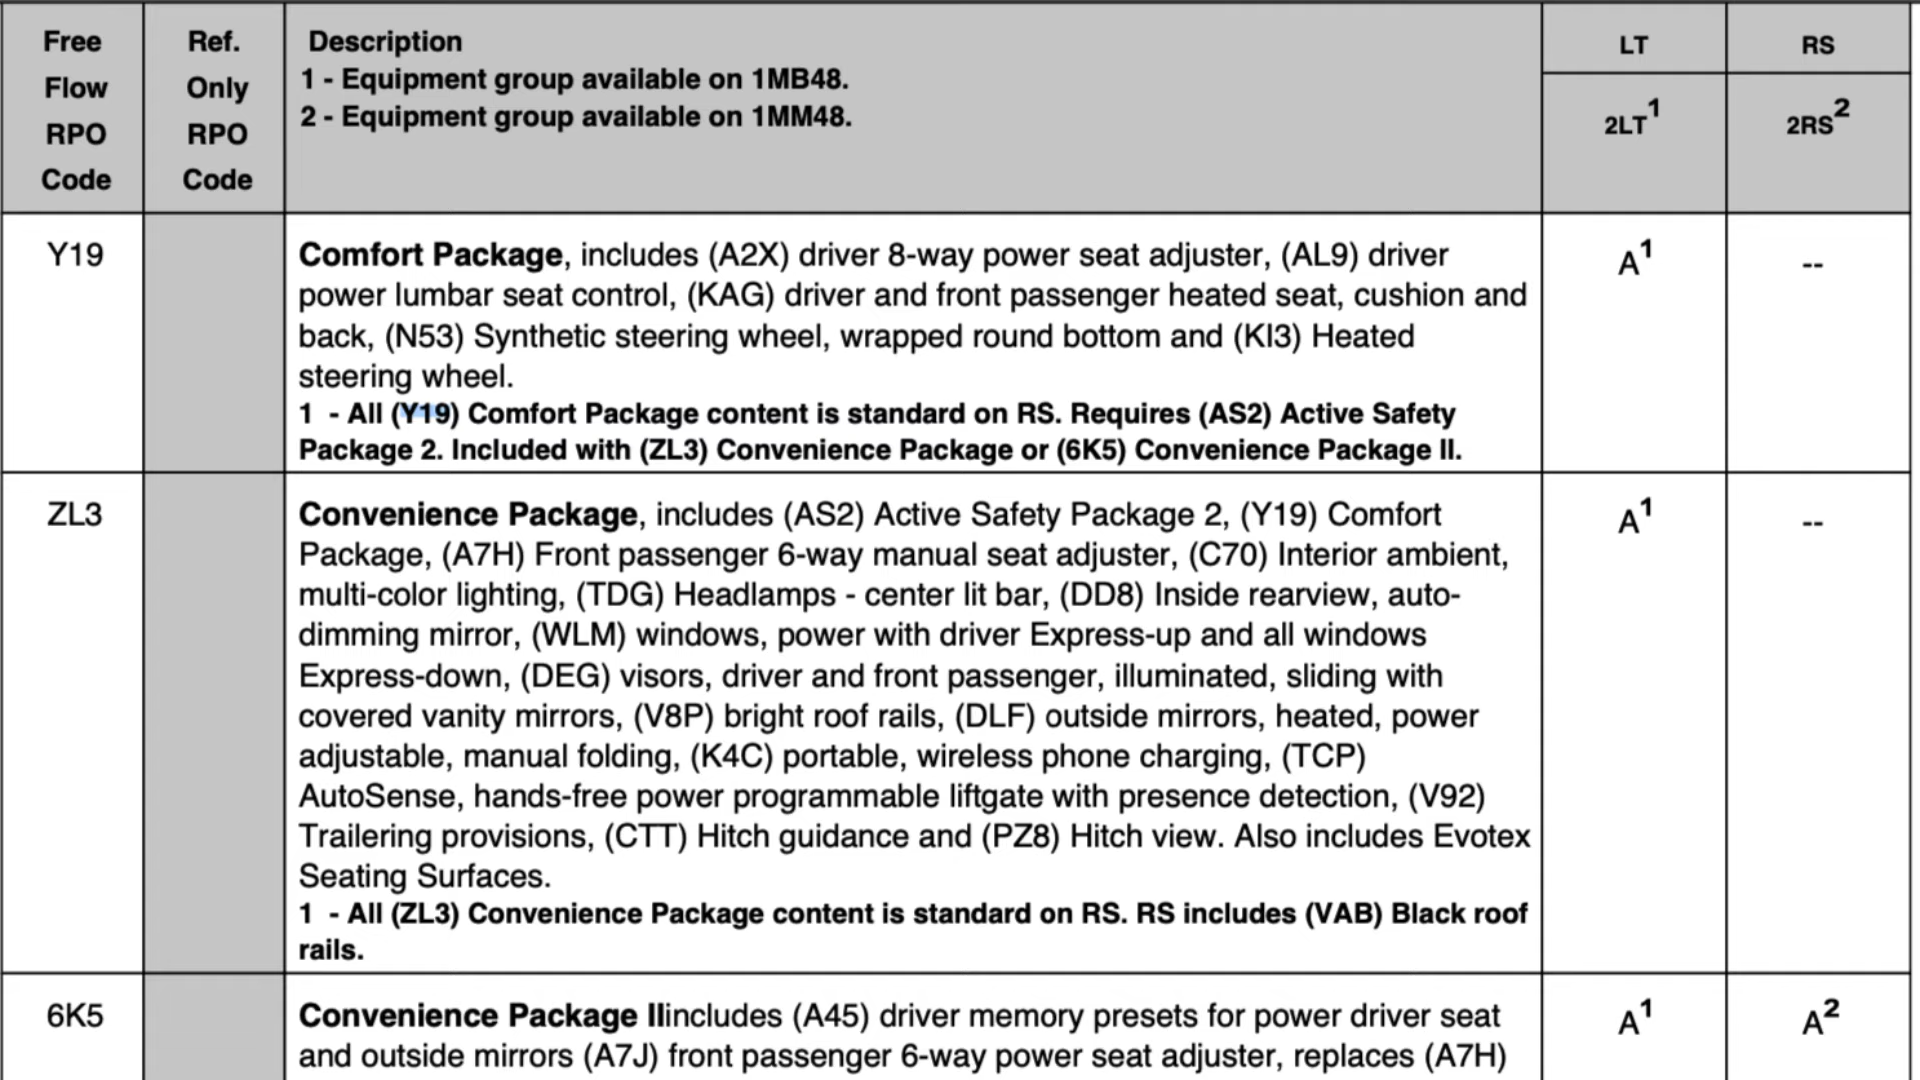 Free Flow RPO Code
Ref. Only RPO Code
Description
1 - Equipment group available on 1MB48.
2 - Equipment group available on 1MM48.
LT
RS
2LT1
2RS2
Y19
Comfort Package, includes (A2X) driver 8-way power seat adjuster, (AL9) driver
power lumbar seat control, (KAG) driver and front passenger heated seat, cushion and
back, (N53) Synthetic steering wheel, wrapped round bottom and (KI3) Heated
steering wheel.
1 - All (Y19) Comfort Package content is standard on RS. Requires (AS2) Active Safety
Package 2. Included with (ZL3) Convenience Package or (6K5) Convenience Package II.
A1
--
ZL3
Convenience Package, includes (AS2) Active Safety Package 2, (Y19) Comfort
Package, (A7H) Front passenger 6-way manual seat adjuster, (C70) Interior ambient,
multi-color lighting, (TDG) Headlamps - center lit bar, (DD8) Inside rearview, auto-
dimming mirror, (WLM) windows, power with driver Express-up and all windows
Express-down, (DEG) visors, driver and front passenger, illuminated, sliding with
covered vanity mirrors, (V8P) bright roof rails, (DLF) outside mirrors, heated, power
adjustable, manual folding, (K4C) portable, wireless phone charging, (TCP)
AutoSense, hands-free power programmable liftgate with presence detection, (V92)
Trailering provisions, (CTT) Hitch guidance and (PZ8) Hitch view. Also includes Evotex
Seating Surfaces.
1 - All (ZL3) Convenience Package content is standard on RS. RS includes (VAB) Black roof
rails.
A1
--
6K5
Convenience Package IIincludes (A45) driver memory presets for power driver seat
and outside mirrors (A7J) front passenger 6-way power seat adjuster, replaces (A7H)
A1
A2